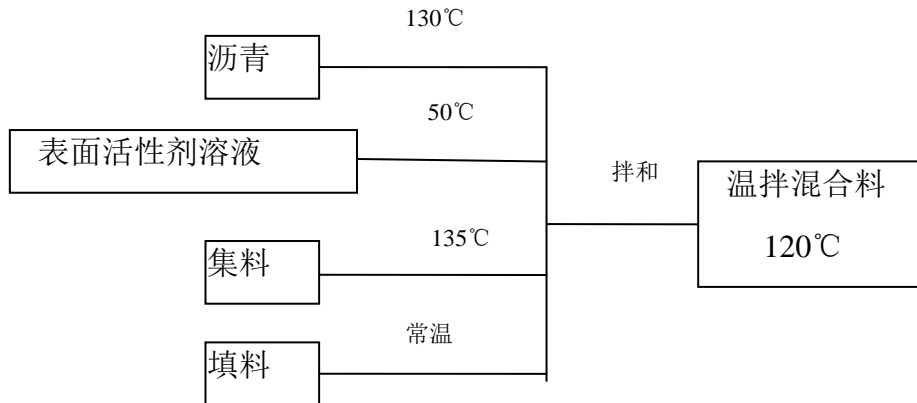 130℃
沥青
50℃
表面活性剂溶液
拌和
温拌混合料
120℃
135℃
集料
常温
填料